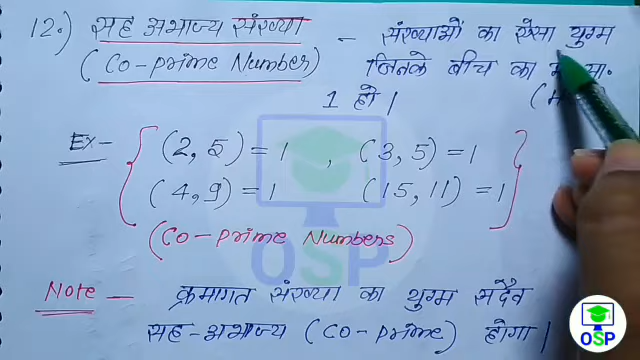 12.) सह अभाज्य संख्या – संख्याओं का ऐसा युग्म
(Co-prime Number) जिनके बीच का म. स.
1 हो |
Ex- (2, 5) = 1 , (3, 5) = 1
(4, 9) = 1 (15, 11) = 1
(Co-prime Numbers)
OSP
Note – क्रमागत संख्या का युग्म सदैव
सह-अभाज्य (Co-prime) होगा |
OSP